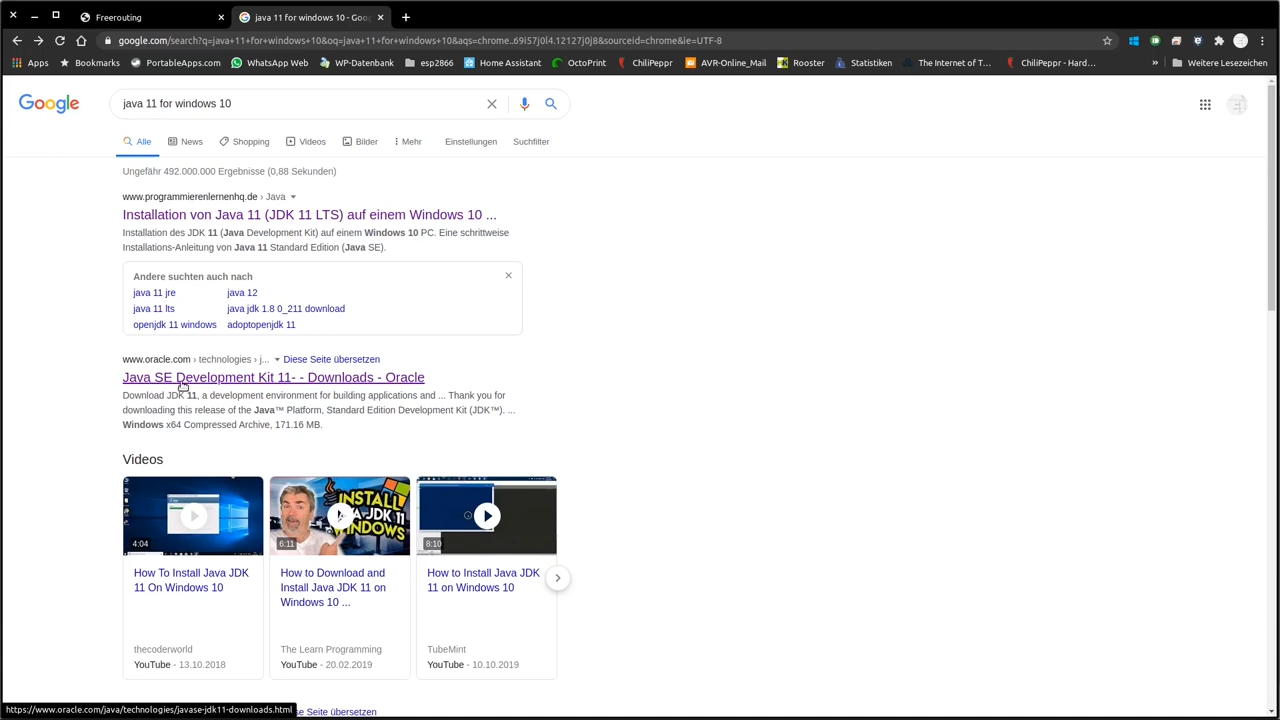 Freerouting
java 11 for windows 10 - Goo
google.com/search?q=java+11+for+windows+10&oq=java+11+for+windows+10&aqs=chrome..69i57j0l4.12127j0j8&sourceid=chrome&ie=UTF-8
Apps Bookmarks PortableApps.com WhatsApp Web WP-Datenbank esp2866 Home Assistant OctoPrint ChiliPeppr AVR-Online_Mail Rooster Statistiken The Internet of T... ChiliPeppr - Hard... » Weitere Lesezeichen
Google
java 11 for windows 10
Alle News Shopping Videos Bilder Mehr Einstellungen Suchfilter
Ungefähr 492.000.000 Ergebnisse (0,88 Sekunden)
www.programmierenlernenhq.de › Java
Installation von Java 11 (JDK 11 LTS) auf einem Windows 10 ...
Installation des JDK 11 (Java Development Kit) auf einem Windows 10 PC. Eine schrittweise
Installations-Anleitung von Java 11 Standard Edition (Java SE).
Andere suchten auch nach
java 11 jre java 12
java 11 lts java jdk 1.8 0_211 download
openjdk 11 windows adoptopenjdk 11
www.oracle.com › technologies › j... Diese Seite übersetzen
Java SE Development Kit 11- - Downloads - Oracle
Download JDK 11, a development environment for building applications and ... Thank you for
downloading this release of the Java™ Platform, Standard Edition Development Kit (JDK™). ...
Windows x64 Compressed Archive, 171.16 MB.
Videos
4:04
6:11
INSTALL JAVA JDK 11 WINDOWS
8:10
How To Install Java JDK
11 On Windows 10
thecoderworld
YouTube - 13.10.2018
How to Download and
Install Java JDK 11 on
Windows 10 ...
The Learn Programming
YouTube - 20.02.2019
How to Install Java JDK
11 on Windows 10
TubeMint
YouTube - 10.10.2019
https://www.oracle.com/java/technologies/javase-jdk11-downloads.html
se Seite übersetzen